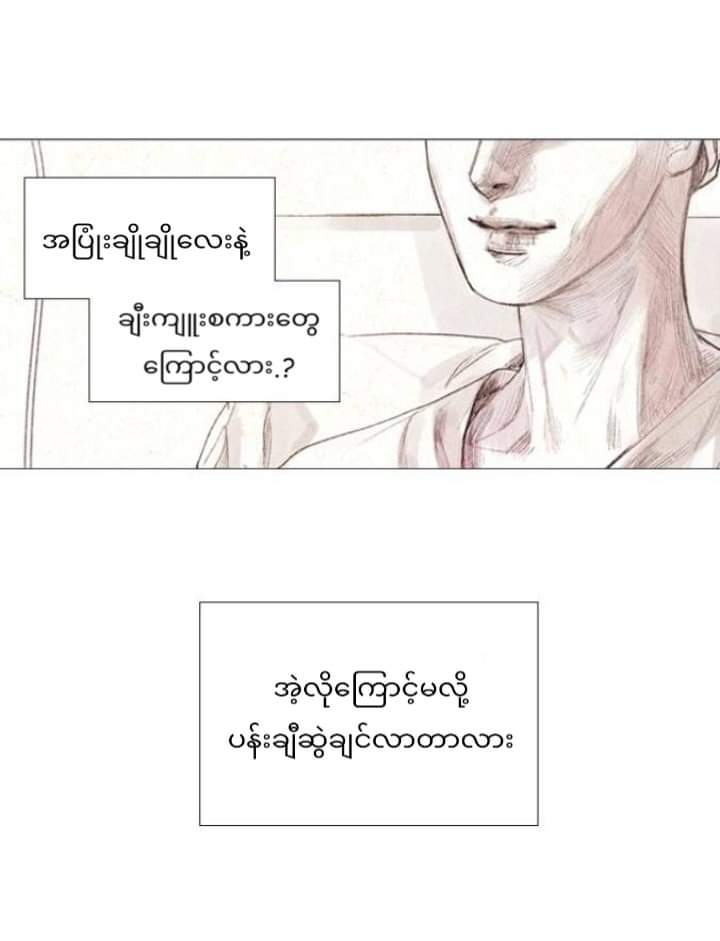 အပြုံးချိုချိုလေးနဲ့
ချီးကျူးစကားတွေ
ကြောင့်လား.?
အဲ့လိုကြောင့်မလို့
ပန်းချီဆွဲချင်လာတာလား